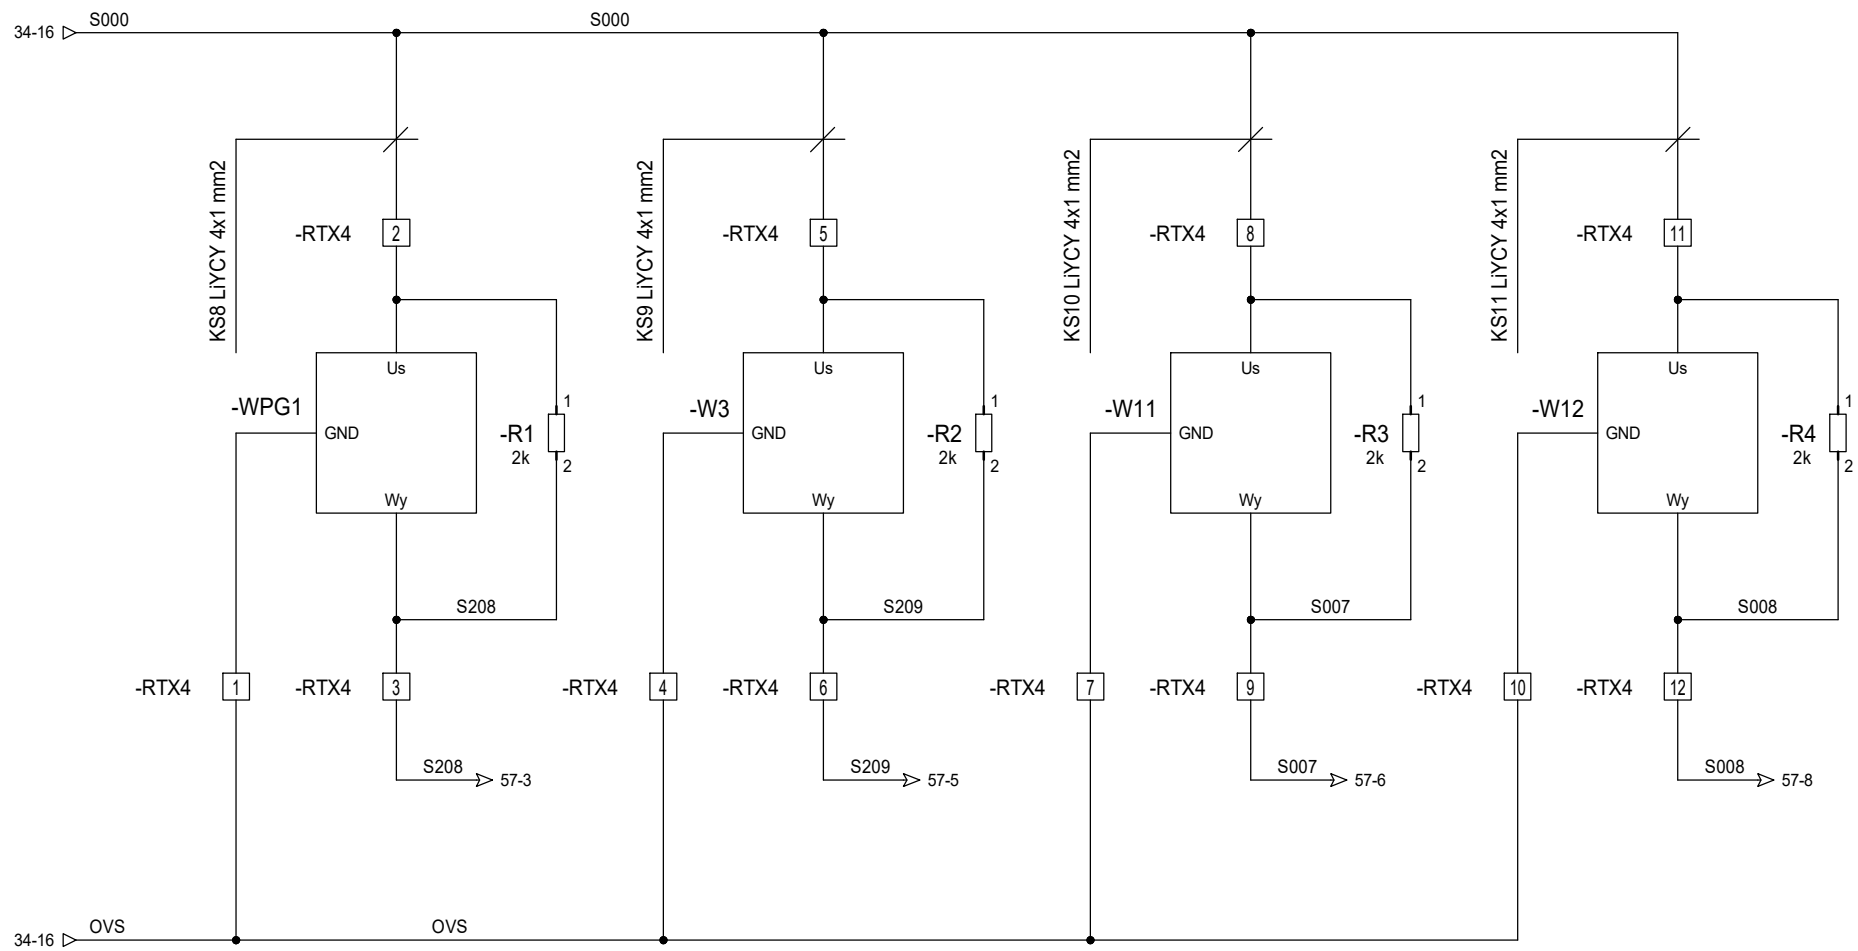 S000
S000
34-16
KS8 LiYCY 4x1 mm2
KS9 LiYCY 4x1 mm2
KS10 LiYCY 4x1 mm2
KS11 LiYCY 4x1 mm2
-RTX4 2
-RTX4 5
-RTX4 8
-RTX4 11
Us
Us
Us
Us
-WPG1
GND
-R1
2k
1
2
-W3
GND
-R2
2k
1
2
-W11
GND
-R3
2k
1
2
-W12
GND
-R4
2k
1
2
Wy
Wy
Wy
Wy
S208
S209
S007
S008
-RTX4 1
-RTX4 3
-RTX4 4
-RTX4 6
-RTX4 7
-RTX4 9
-RTX4 10
-RTX4 12
S208 57-3
S209 57-5
S007 57-6
S008 57-8
OVS
OVS
34-16